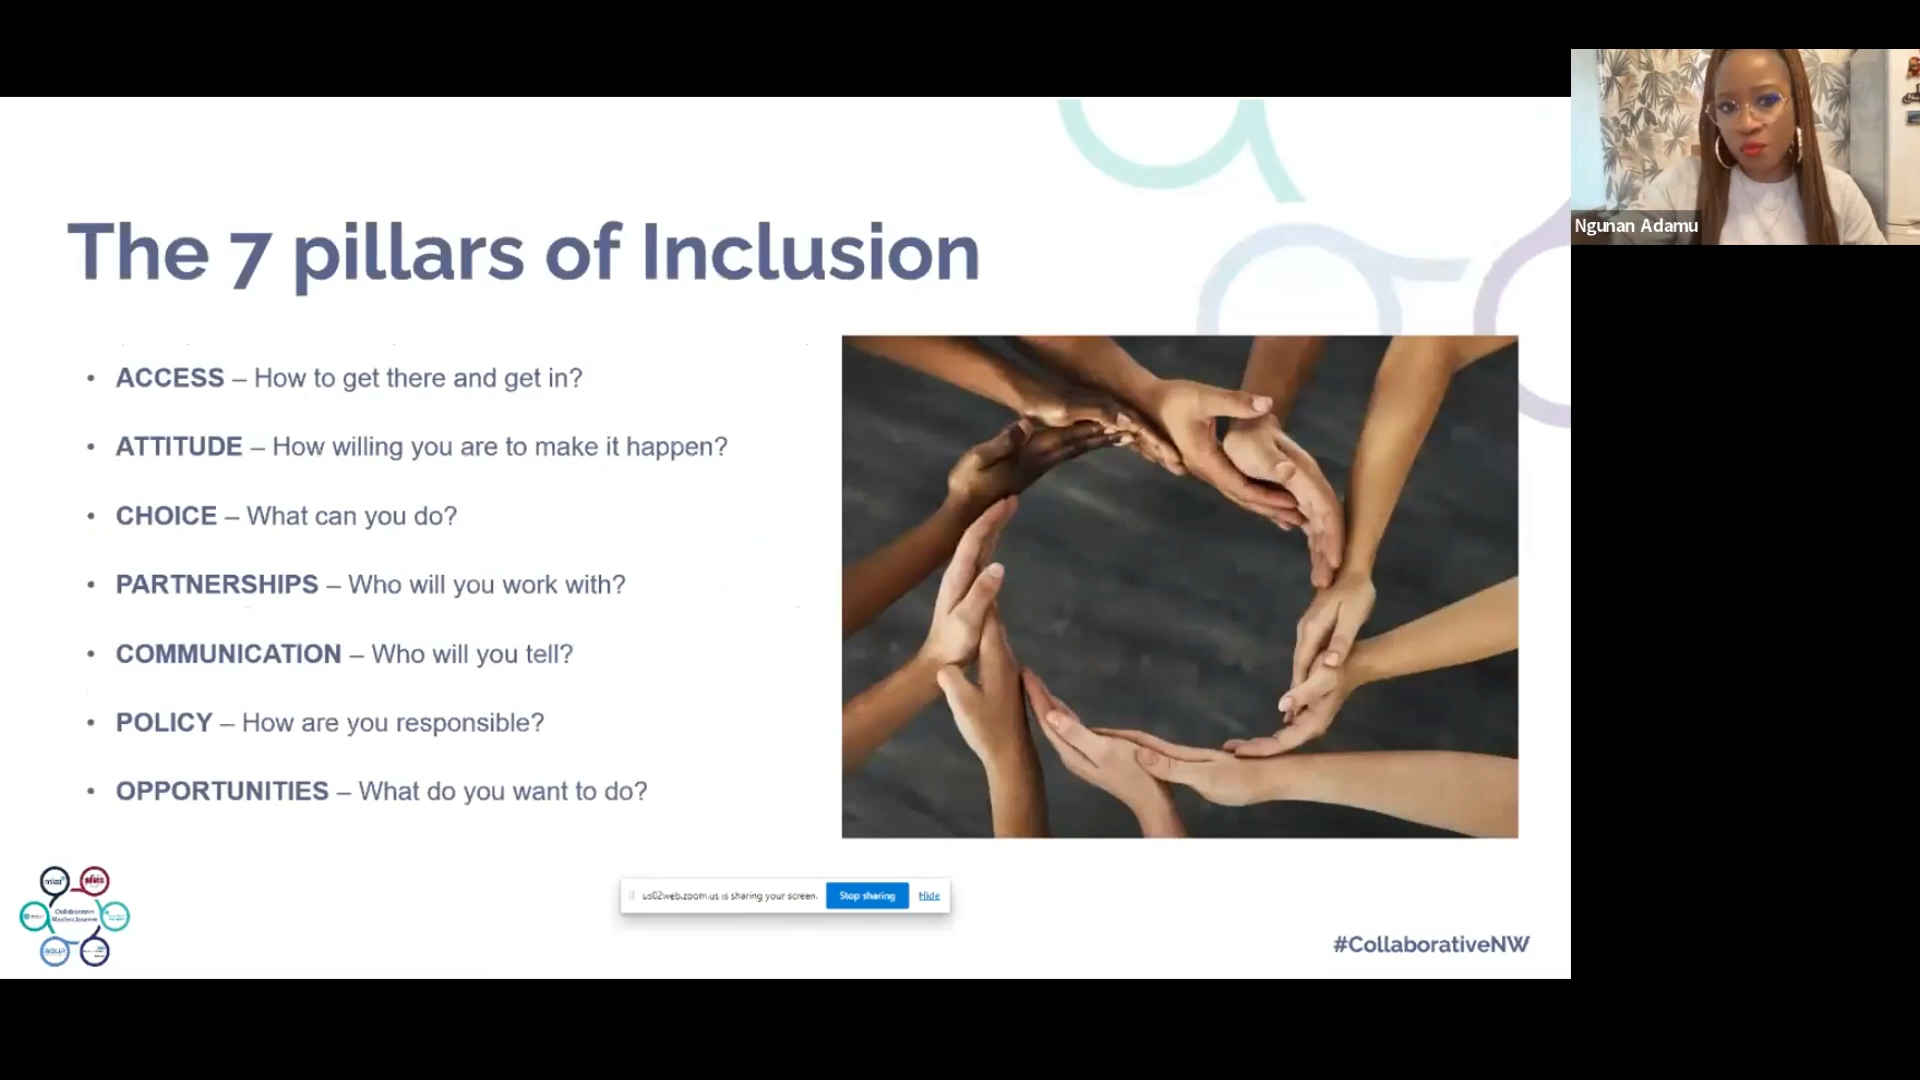 Ngunan Adamu
The 7 pillars of Inclusion
• ACCESS – How to get there and get in?
• ATTITUDE – How willing you are to make it happen?
• CHOICE – What can you do?
• PARTNERSHIPS – Who will you work with?
• COMMUNICATION – Who will you tell?
• POLICY – How are you responsible?
• OPPORTUNITIES – What do you want to do?
us02web.zoom.us is sharing your screen. Stop sharing Hide
#CollaborativeNW